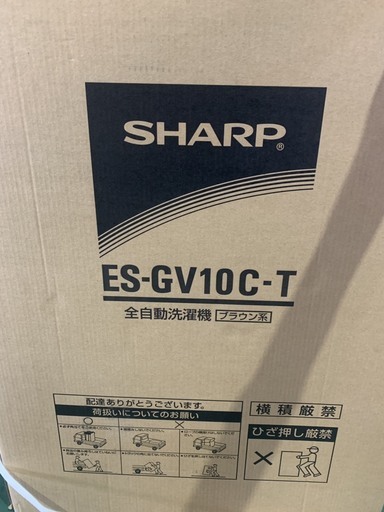 SHARP®
ES-GV10C-T
全自動洗濯機 ブラウン系
配達ありがとうございます。
荷扱いについてのお願い
横積厳禁
ひざ押し厳禁